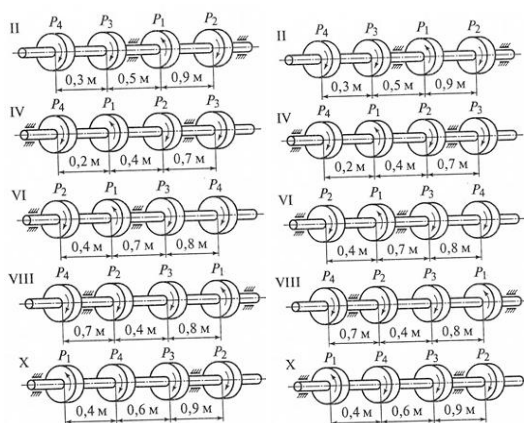 II P₄ P₃ P₁ P₂
0,3 м 0,5 м 0,9 м
IV P₄ P₁ P₂ P₃
0,2 м 0,4 м 0,7 м
VI P₂ P₁ P₃ P₄
0,4 м 0,7 м 0,8 м
VIII P₄ P₂ P₃ P₁
0,7 м 0,4 м 0,8 м
X P₁ P₄ P₃ P₂
0,4 м 0,6 м 0,9 м
II P₄ P₃ P₁ P₂
0,3 м 0,5 м 0,9 м
IV P₄ P₁ P₂ P₃
0,2 м 0,4 м 0,7 м
VI P₂ P₁ P₃ P₄
0,4 м 0,7 м 0,8 м
VIII P₄ P₂ P₃ P₁
0,7 м 0,4 м 0,8 м
X P₁ P₄ P₃ P₂
0,4 м 0,6 м 0,9 м